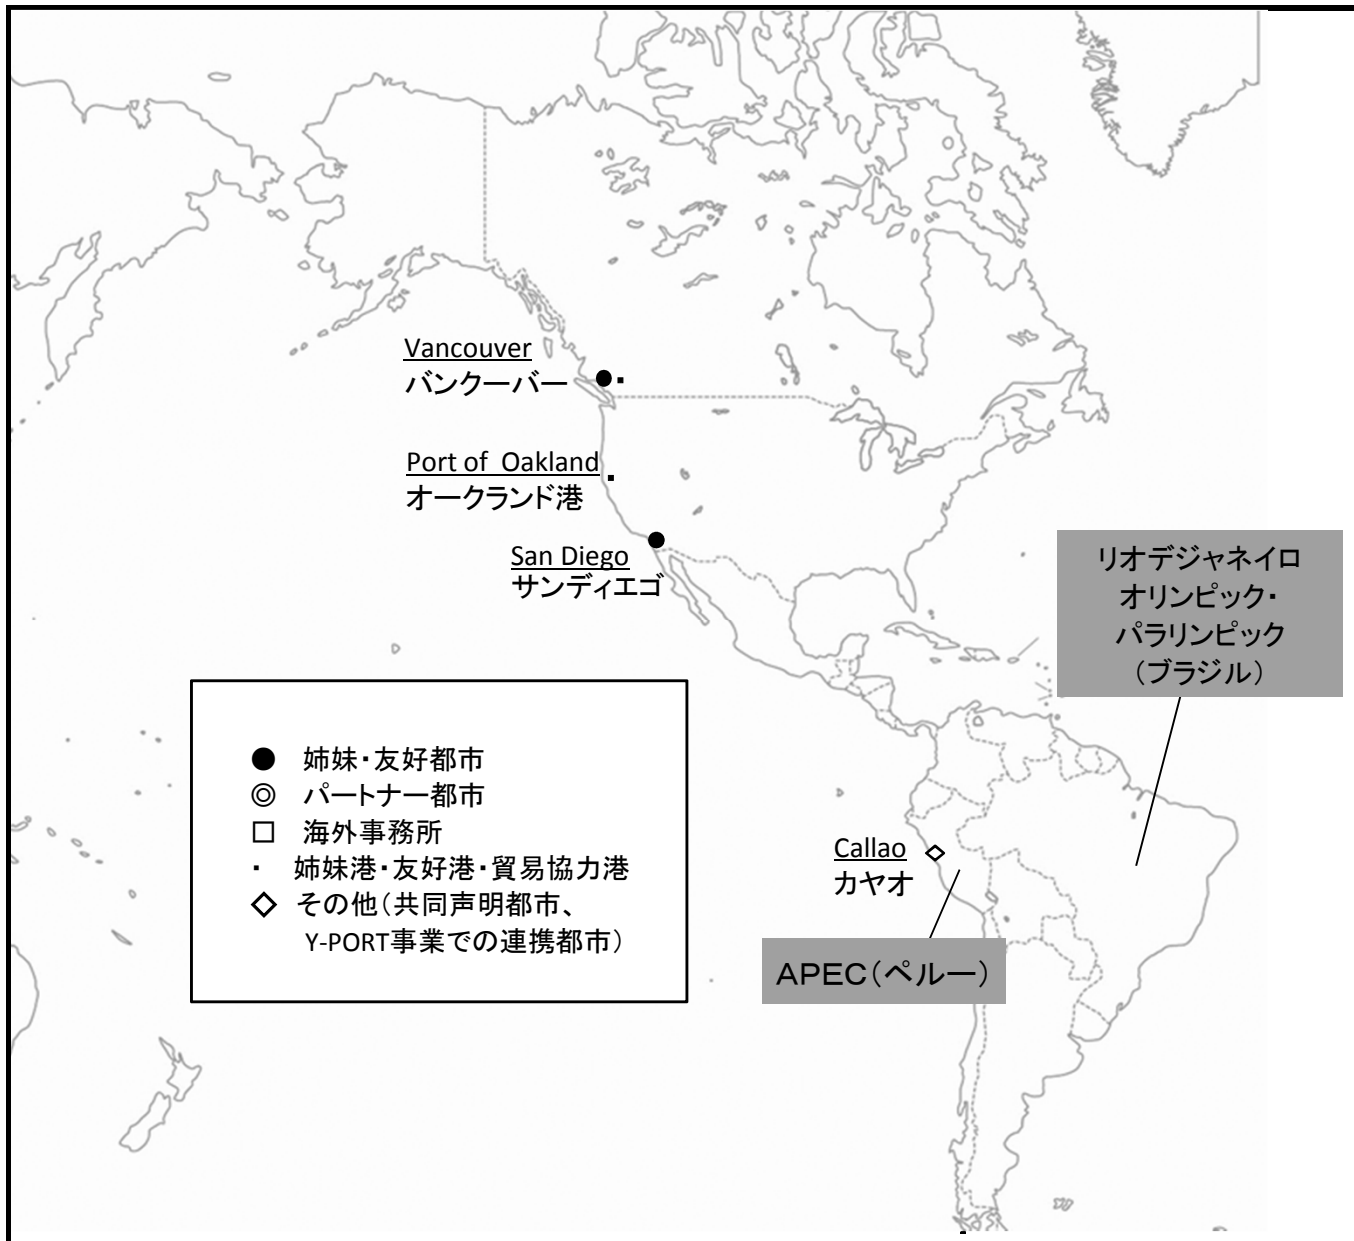 Vancouver
バンクーバー
Port of Oakland
オークランド港
San Diego
サンディエゴ
リオデジャネイロ
オリンピック・
パラリンピック
（ブラジル）
● 姉妹・友好都市
◎ パートナー都市
□ 海外事務所
・ 姉妹港・友好港・貿易協力港
◇ その他（共同声明都市、
Y-PORT事業での連携都市）
Callao
カヤオ
APEC（ペルー）